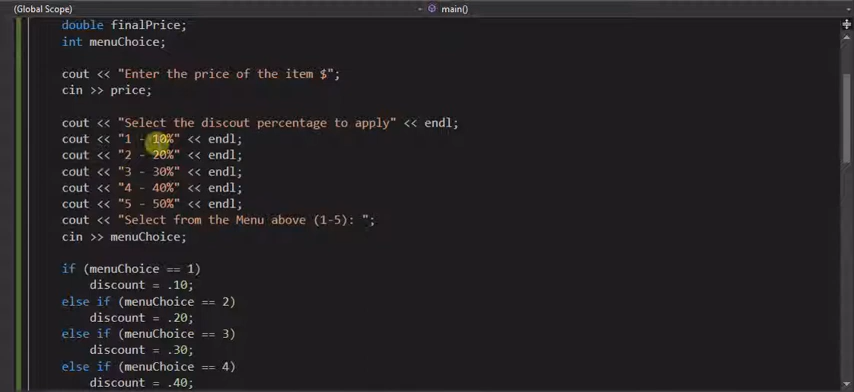 (Global Scope) main()
double finalPrice;
int menuChoice;
cout << "Enter the price of the item $";
cin >> price;
cout << "Select the discout percentage to apply" << endl;
cout << "1 - 10%" << endl;
cout << "2 - 20%" << endl;
cout << "3 - 30%" << endl;
cout << "4 - 40%" << endl;
cout << "5 - 50%" << endl;
cout << "Select from the Menu above (1-5): ";
cin >> menuChoice;
if (menuChoice == 1)
discount = .10;
else if (menuChoice == 2)
discount = .20;
else if (menuChoice == 3)
discount = .30;
else if (menuChoice == 4)
discount = .40;